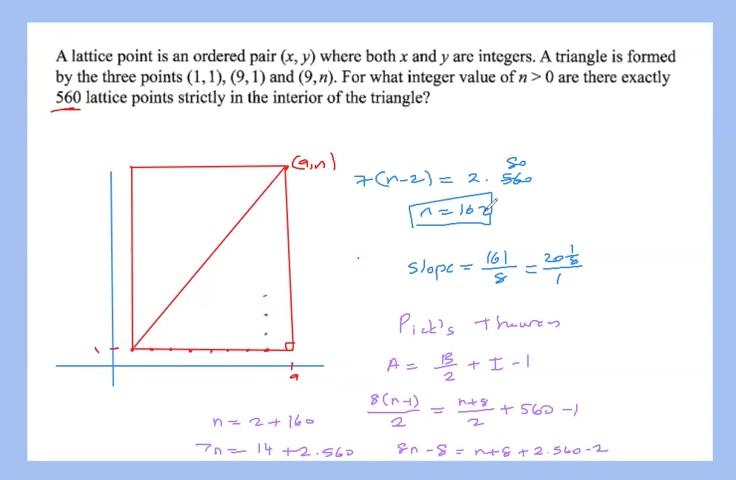 A lattice point is an ordered pair (x, y) where both x and y are integers. A triangle is formed
by the three points (1, 1), (9, 1) and (9, n). For what integer value of n > 0 are there exactly
560 lattice points strictly in the interior of the triangle?
(9,n)
1
9
80
7(n-2) = 2. 560
n = 162
slope = 161/8 = 20 1/8 / 1
Pick's theorem
A = B/2 + I - 1
8(n-1)/2 = n+8/2 + 560 - 1
n = 2 + 160
7n = 14 + 2.560
8n - 8 = n+8 + 2.560 - 2